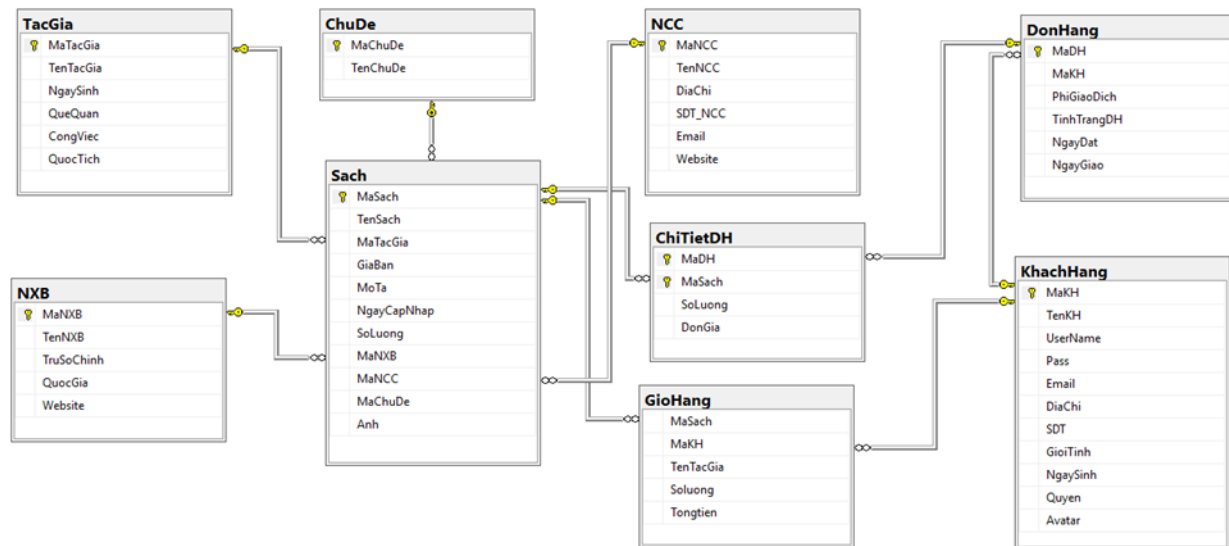 TacGia
MaTacGia
TenTacGia
NgaySinh
QueQuan
CongViec
QuocTich
ChuDe
MaChuDe
TenChuDe
NCC
MaNCC
TenNCC
DiaChi
SDT_NCC
Email
Website
DonHang
MaDH
MaKH
PhiGiaoDich
TinhTrangDH
NgayDat
NgayGiao
Sach
MaSach
TenSach
MaTacGia
GiaBan
MoTa
NgayCapNhap
SoLuong
MaNXB
MaNCC
MaChuDe
Anh
ChiTietDH
MaDH
MaSach
SoLuong
DonGia
NXB
MaNXB
TenNXB
TruSoChinh
QuocGia
Website
KhachHang
MaKH
TenKH
UserName
Pass
Email
DiaChi
SDT
GioiTinh
NgaySinh
Quyen
Avatar
GioHang
MaSach
MaKH
TenTacGia
Soluong
Tongtien